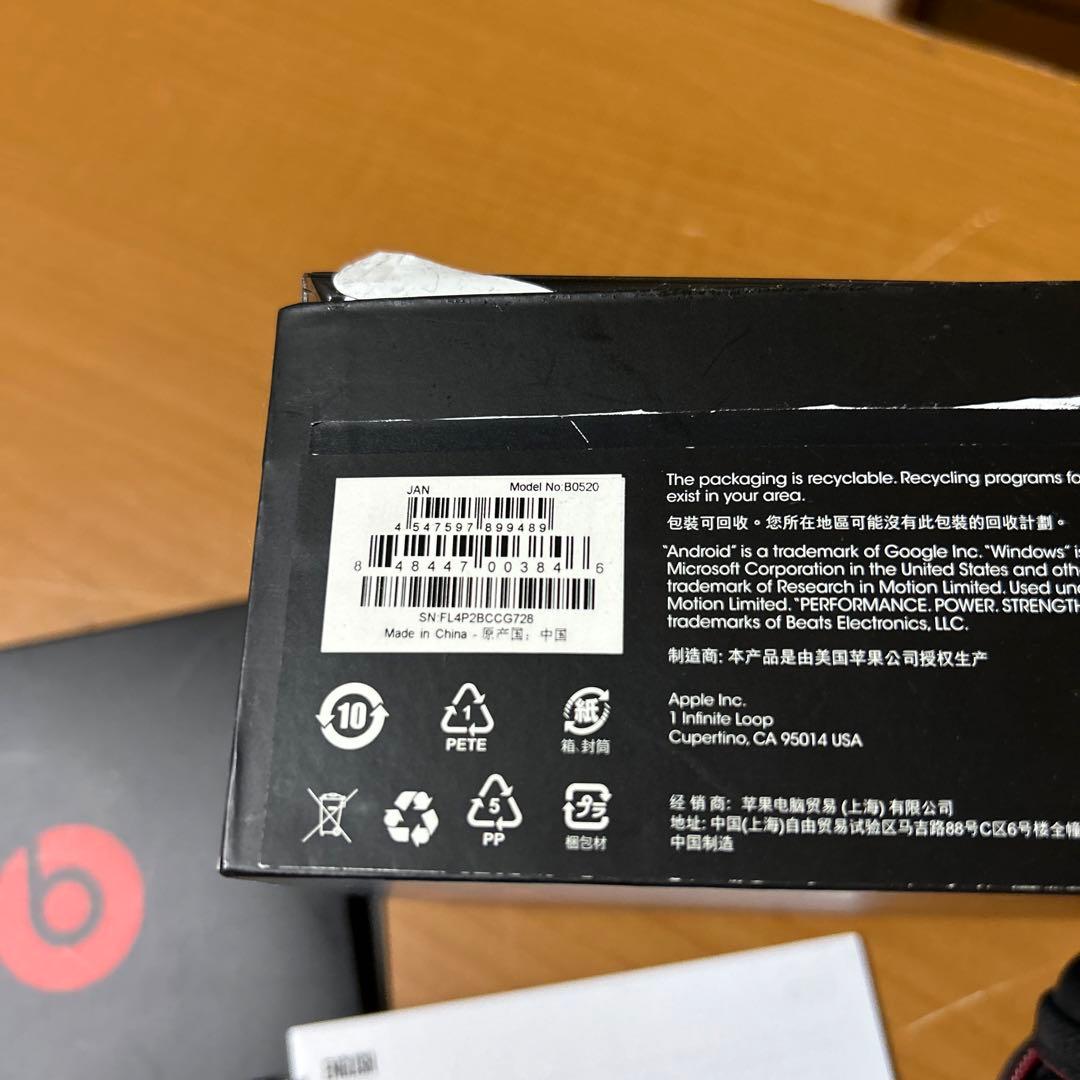 JAN Model No:B0520
4 547597 899489
8 48447 00384 6
SN:FL4P2BCCG728
Made in China - 原产国：中国
The packaging is recyclable. Recycling programs
exist in your area.
包裝可回收。您所在地區可能沒有此包裝的回收計劃。
"Android" is a trademark of Google Inc. "Windows"
Microsoft Corporation in the United States and
trademark of Research in Motion Limited. Used
Motion Limited. "PERFORMANCE. POWER. STRENGTH
trademarks of Beats Electronics, LLC.
制造商: 本产品是由美国苹果公司授权生产
Apple Inc.
1 Infinite Loop
Cupertino, CA 95014 USA
经 销 商: 苹果电脑贸易 (上海) 有限公司
地址: 中国(上海)自由贸易试验区马吉路88号C区6号楼全幢
中国制造
10
1
PETE
紙
箱、封筒
5
PP
プラ
梱包材
b
ENGLISH